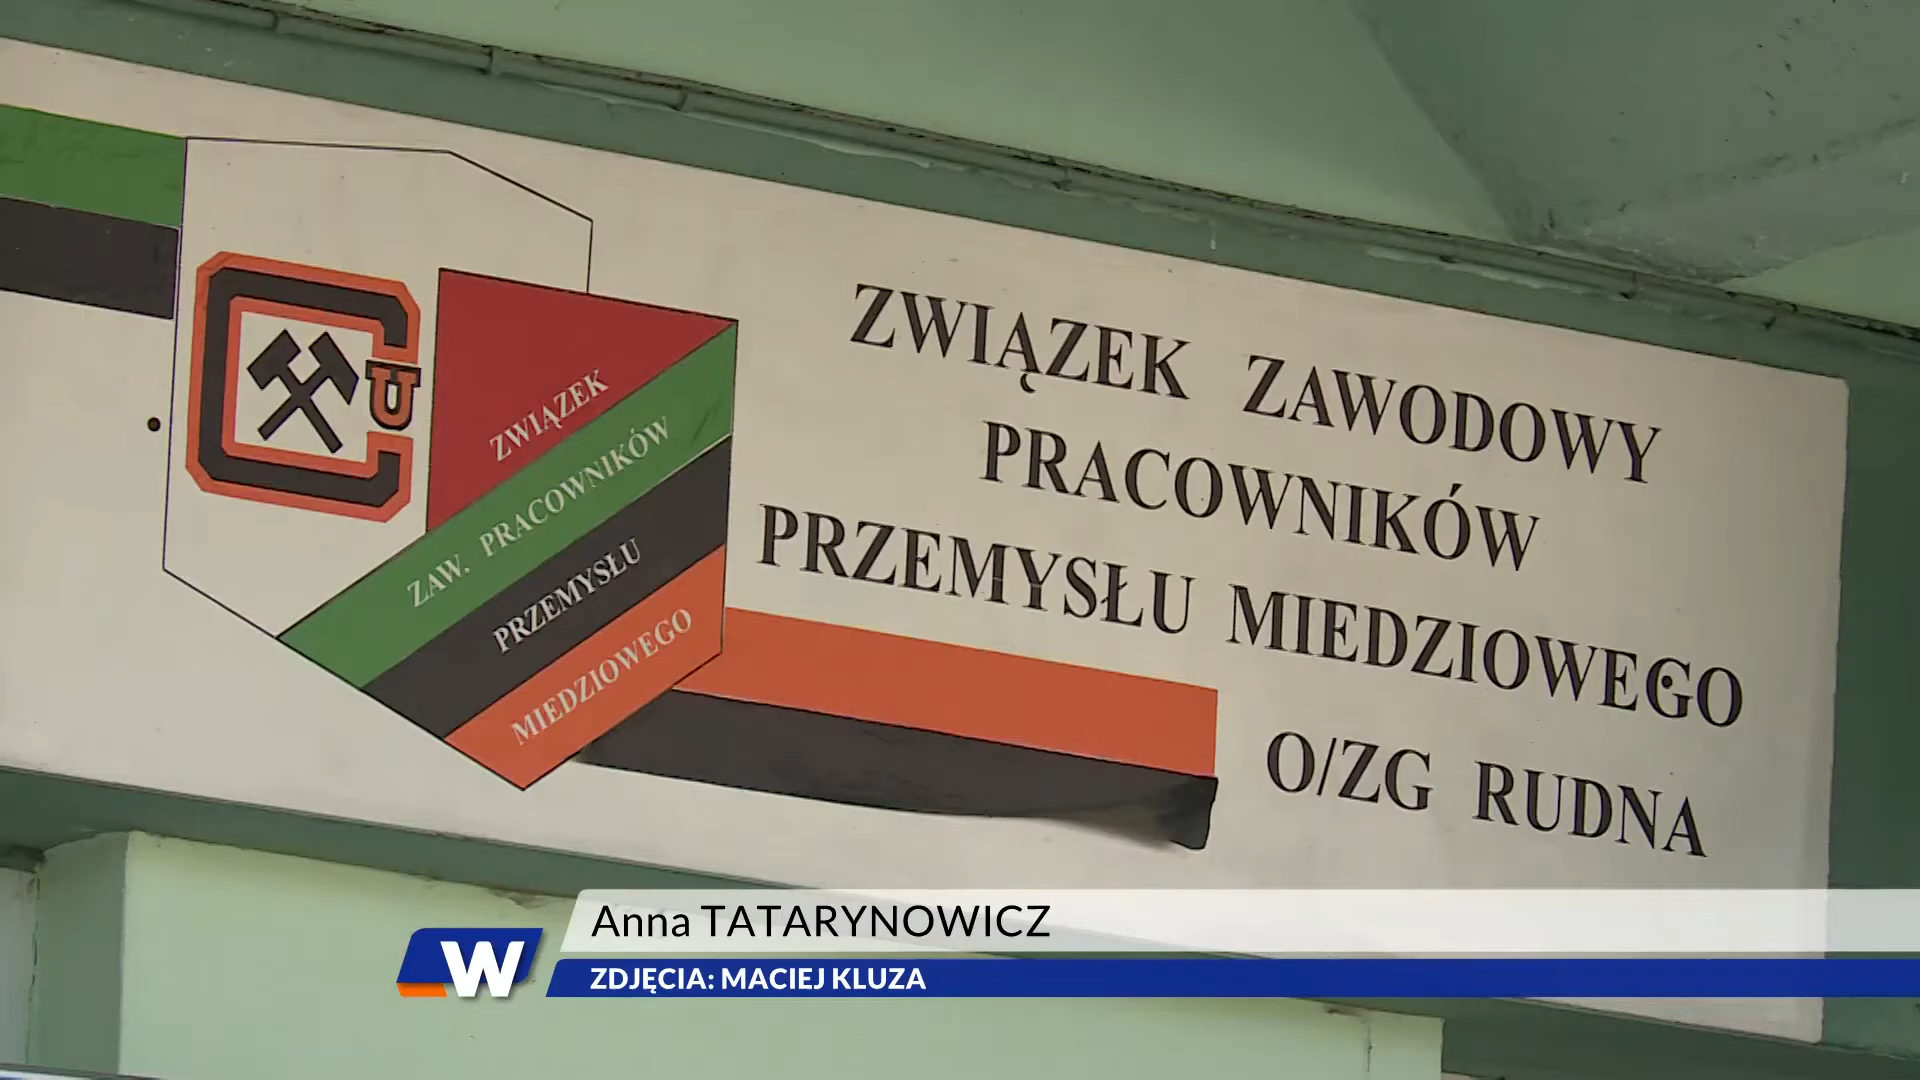 CU
ZWIĄZEK
ZAW. PRACOWNIKÓW
PRZEMYSŁU
MIEDZIOWEGO
ZWIĄZEK ZAWODOWY
PRACOWNIKÓW
PRZEMYSŁU MIEDZIOWEGO
O/ZG RUDNA
W
Anna TATARYNOWICZ
ZDJĘCIA: MACIEJ KLUZA